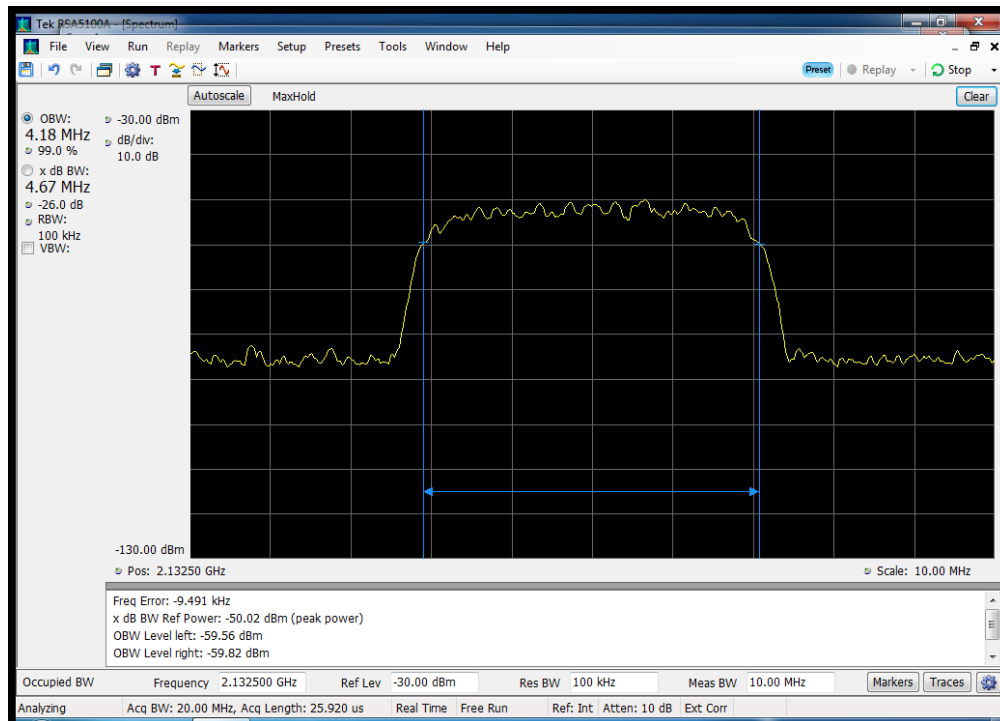 Tek RSA5100A - [Spectrum]
File View Run Replay Markers Setup Presets Tools Window Help
T
Preset Replay Stop
Autoscale MaxHold Clear
OBW:
4.18 MHz
99.0 %
x dB BW:
4.67 MHz
-26.0 dB
RBW:
100 kHz
VBW:
-30.00 dBm
dB/div:
10.0 dB
-130.00 dBm
Pos: 2.13250 GHz Scale: 10.00 MHz
Freq Error: -9.491 kHz
x dB BW Ref Power: -50.02 dBm (peak power)
OBW Level left: -59.56 dBm
OBW Level right: -59.82 dBm
Occupied BW Frequency 2.132500 GHz Ref Lev -30.00 dBm Res BW 100 kHz Meas BW 10.00 MHz Markers Traces
Analyzing Acq BW: 20.00 MHz, Acq Length: 25.920 us Real Time Free Run Ref: Int Atten: 10 dB Ext Corr